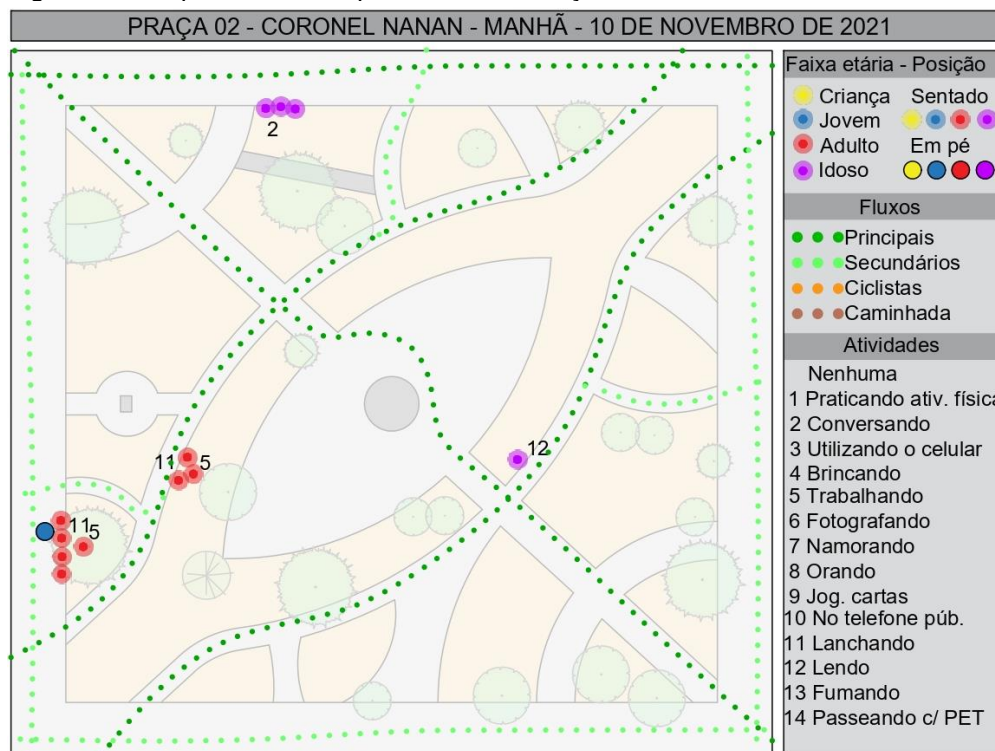 PRAÇA 02 - CORONEL NANAN - MANHÃ - 10 DE NOVEMBRO DE 2021
2
12
11
5
11
5
Faixa etária - Posição
Criança Sentado
Jovem
Adulto Em pé
Idoso
Fluxos
Principais
Secundários
Ciclistas
Caminhada
Atividades
Nenhuma
1 Praticando ativ. física
2 Conversando
3 Utilizando o celular
4 Brincando
5 Trabalhando
6 Fotografando
7 Namorando
8 Orando
9 Jog. cartas
10 No telefone púb.
11 Lanchando
12 Lendo
13 Fumando
14 Passeando c/ PET